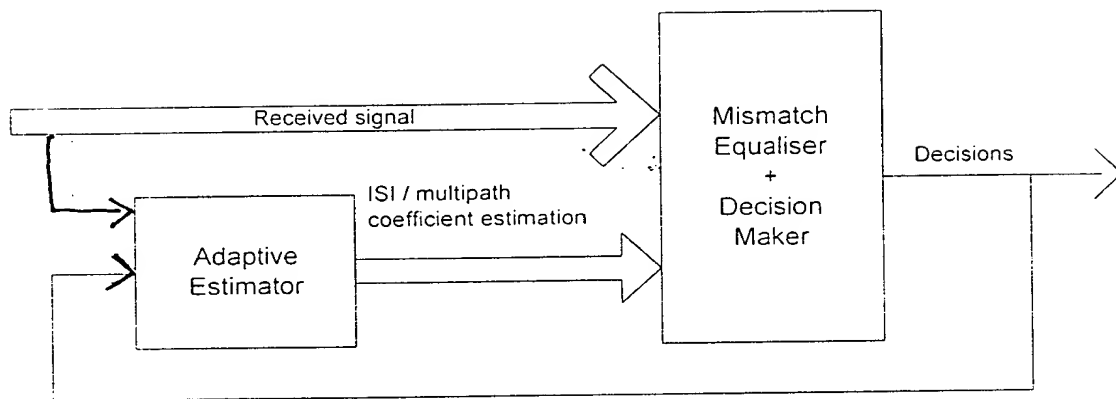 Received signal
Mismatch
Equaliser
+
Decision
Maker
Decisions
ISI / multipath
coefficient estimation
Adaptive
Estimator